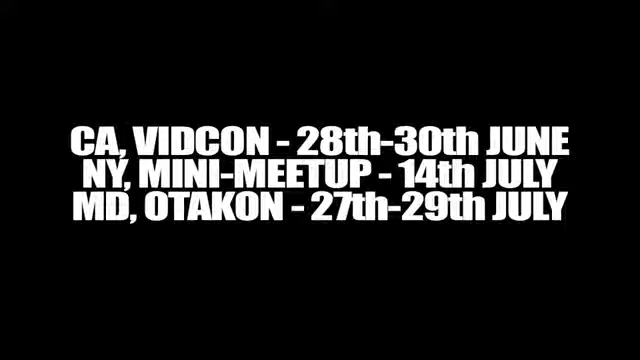 CA, VIDCON - 28th-30th JUNE
NY, MINI-MEETUP - 14th JULY
MD, OTAKON - 27th-29th JULY